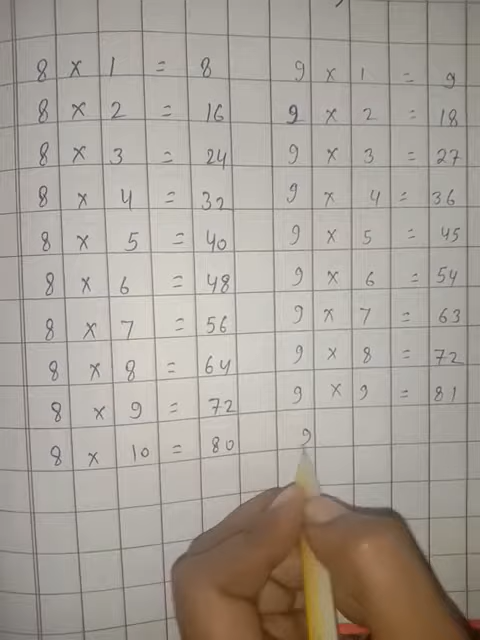 8 × 1 = 8 9 × 1 = 9
8 × 2 = 16 9 × 2 = 18
8 × 3 = 24 9 × 3 = 27
8 × 4 = 32 9 × 4 = 36
8 × 5 = 40 9 × 5 = 45
8 × 6 = 48 9 × 6 = 54
8 × 7 = 56 9 × 7 = 63
8 × 8 = 64 9 × 8 = 72
8 × 9 = 72 9 × 9 = 81
8 × 10 = 80 9